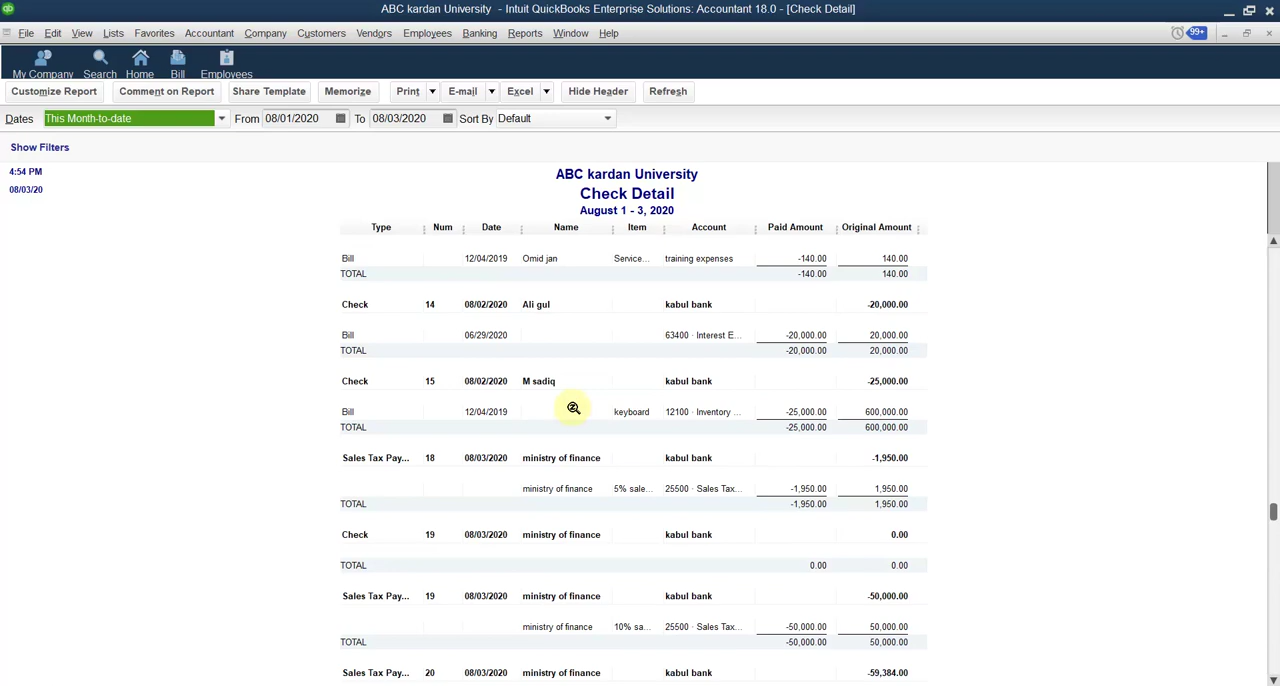 ABC kardan University - Intuit QuickBooks Enterprise Solutions: Accountant 18.0 - [Check Detail]
File Edit View Lists Favorites Accountant Company Customers Vendors Employees Banking Reports Window Help 99+
My Company Search Home Bill Employees
Customize Report Comment on Report Share Template Memorize Print E-mail Excel Hide Header Refresh
Dates This Month-to-date From 08/01/2020 To 08/03/2020 Sort By Default
Show Filters
4:54 PM
08/03/20
ABC kardan University
Check Detail
August 1 - 3, 2020
Type Num Date Name Item Account Paid Amount Original Amount
Bill 12/04/2019 Omid jan Service... training expenses -140.00 140.00
TOTAL -140.00 140.00
Check 14 08/02/2020 Ali gul kabul bank -20,000.00
Bill 06/29/2020 63400 · Interest E... -20,000.00 20,000.00
TOTAL -20,000.00 20,000.00
Check 15 08/02/2020 M sadiq kabul bank -25,000.00
Bill 12/04/2019 keyboard 12100 · Inventory ... -25,000.00 600,000.00
TOTAL -25,000.00 600,000.00
Sales Tax Pay... 18 08/03/2020 ministry of finance kabul bank -1,950.00
ministry of finance 5% sale... 25500 · Sales Tax... -1,950.00 1,950.00
TOTAL -1,950.00 1,950.00
Check 19 08/03/2020 ministry of finance kabul bank 0.00
TOTAL 0.00 0.00
Sales Tax Pay... 19 08/03/2020 ministry of finance kabul bank -50,000.00
ministry of finance 10% sa... 25500 · Sales Tax... -50,000.00 50,000.00
TOTAL -50,000.00 50,000.00
Sales Tax Pay... 20 08/03/2020 ministry of finance kabul bank -59,384.00